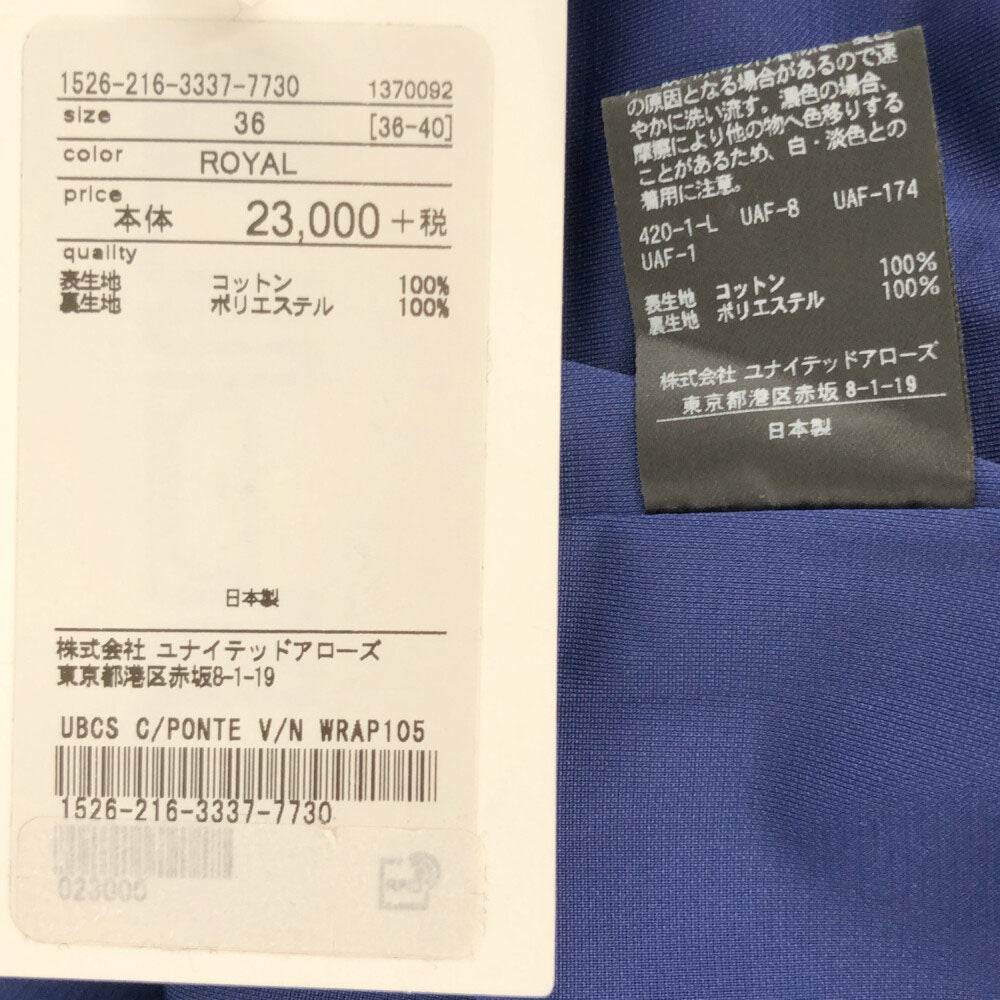 1526-216-3337-7730 1370092
size 36 [36-40]
color ROYAL
price 本体 23,000 +税
quality
表生地 コットン 100%
裏生地 ポリエステル 100%
日本製
株式会社 ユナイテッドアローズ
東京都港区赤坂8-1-19
UBCS C/PONTE V/N WRAP105
1526-216-3337-7730
023000
の原因となる場合があるので速
やかに洗い流す。濃色の場合、
摩擦により他の物へ色移りする
ことがあるため、白・淡色との
着用に注意。
420-1-L UAF-8 UAF-174
UAF-1
表生地 コットン 100%
裏生地 ポリエステル 100%
株式会社 ユナイテッドアローズ
東京都港区赤坂 8-1-19
日本製